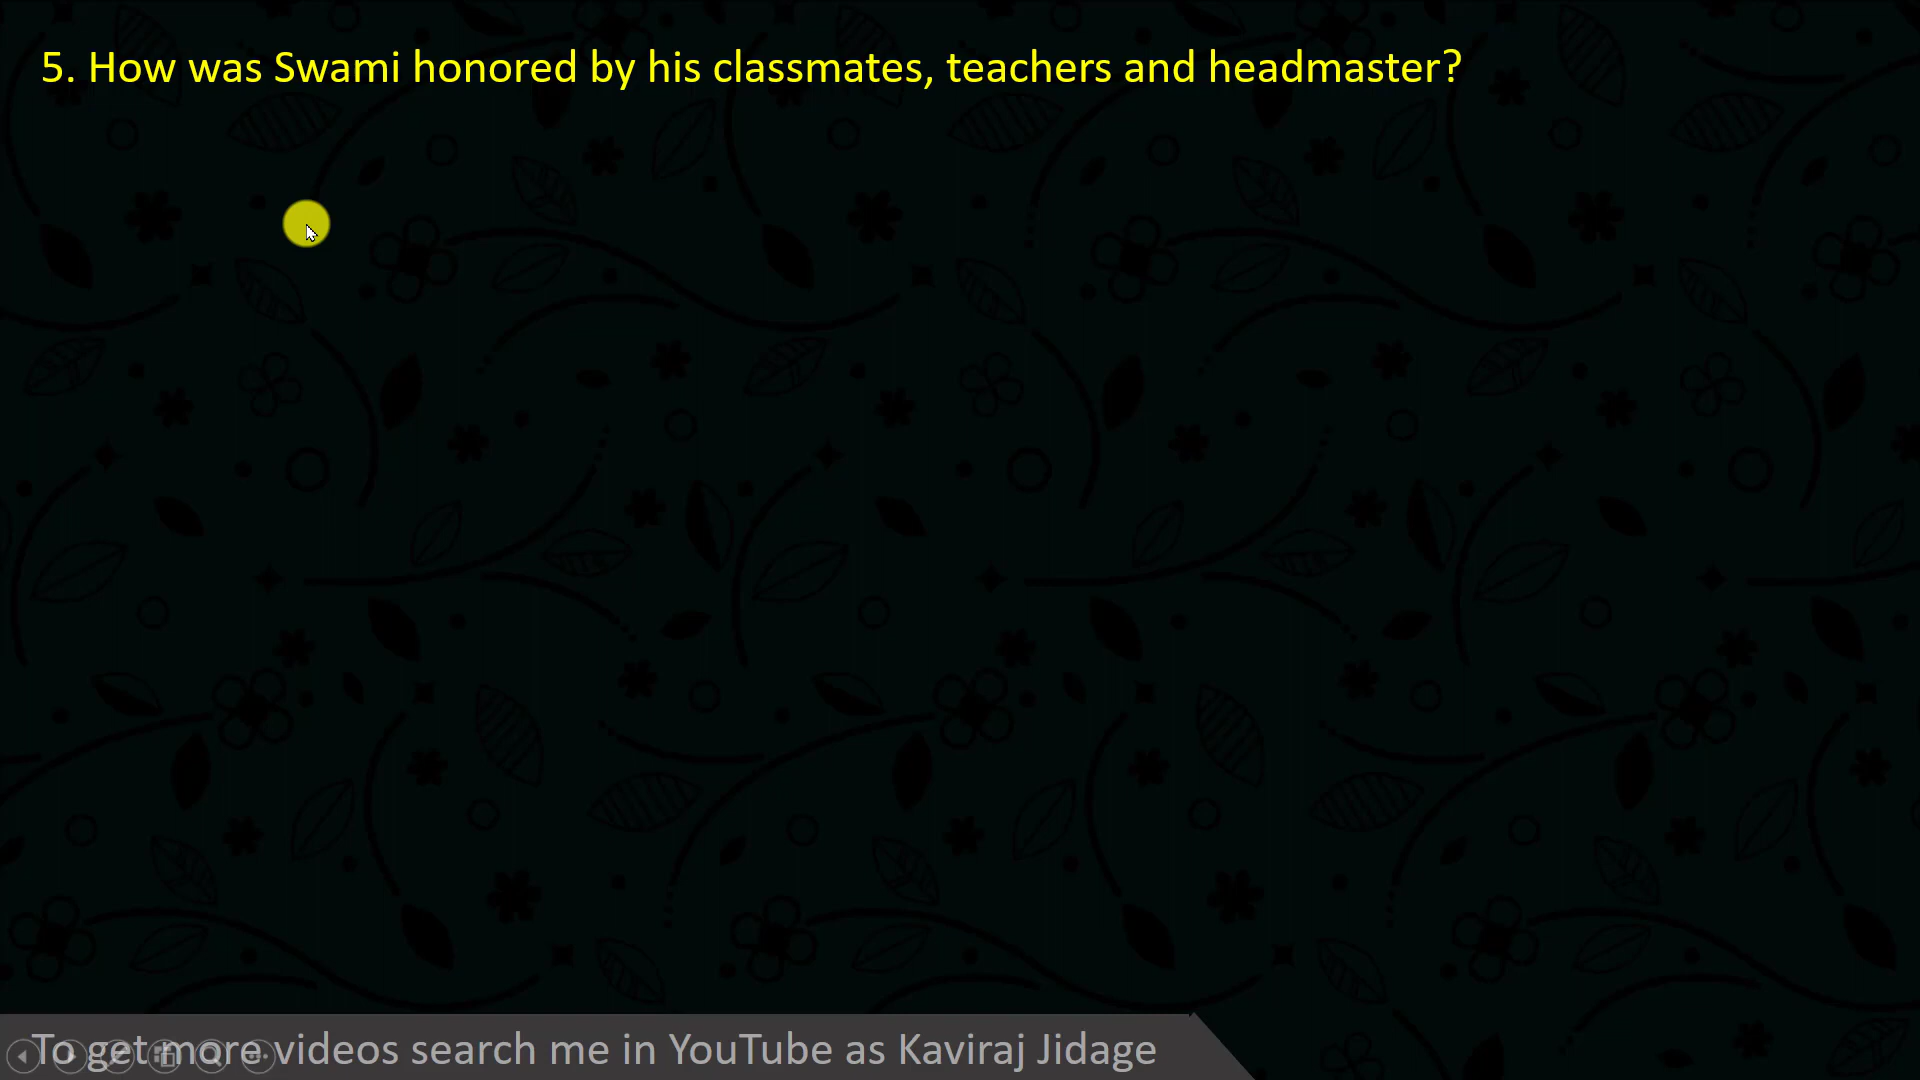 5. How was Swami honored by his classmates, teachers and headmaster?
To get more videos search me in YouTube as Kaviraj Jidage